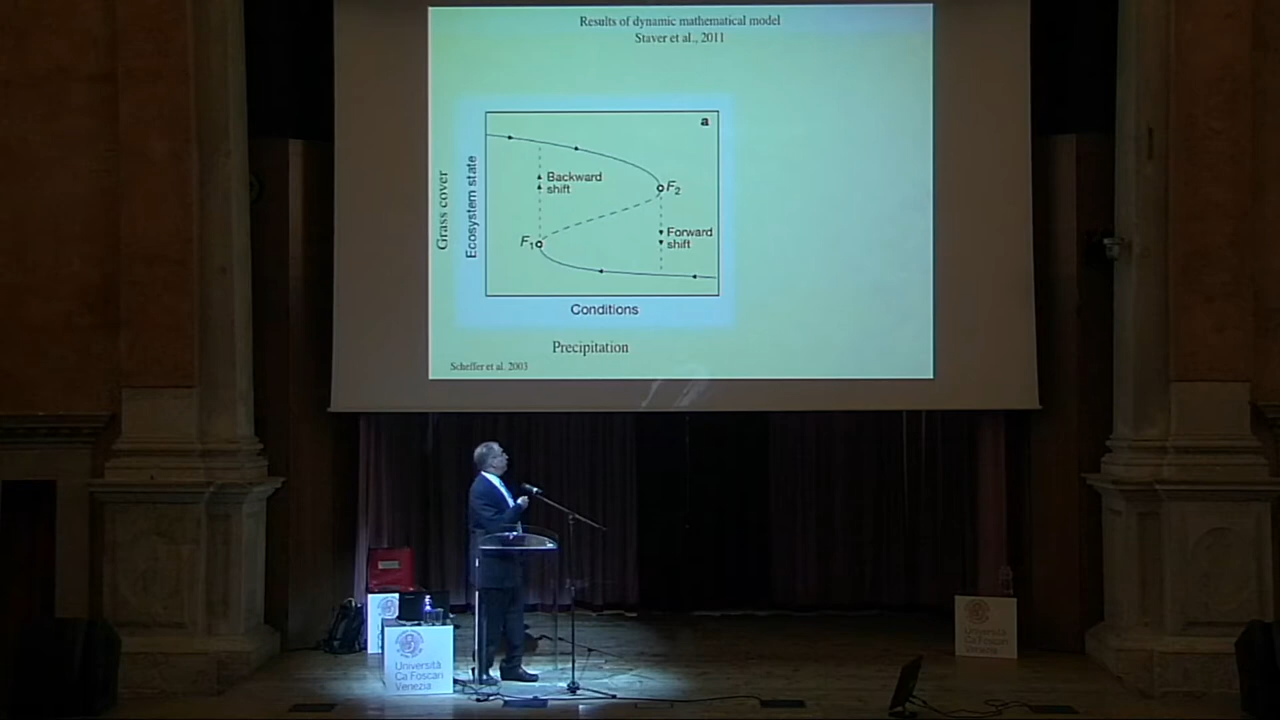 Results of dynamic mathematical model
Staver et al., 2011
a
Grass cover
Ecosystem state
Backward
shift
F2
F1
Forward
shift
Conditions
Precipitation
Scheffer et al. 2003
Università
Ca'Foscari
Venezia
Università
Ca'Foscari
Venezia